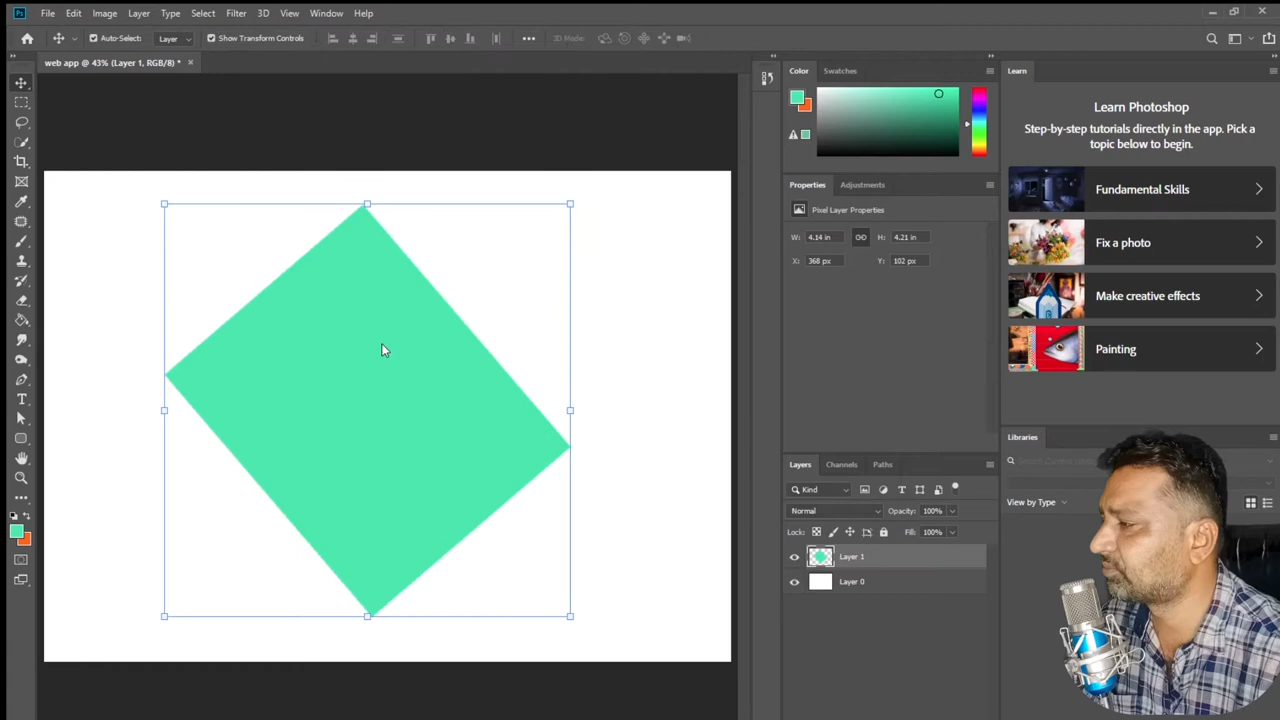 Ps File Edit Image Layer Type Select Filter 3D View Window Help
Auto-Select: Layer Show Transform Controls 3D Mode:
web app @ 43% (Layer 1, RGB/8) *
Color Swatches
Learn
Learn Photoshop
Step-by-step tutorials directly in the app. Pick a
topic below to begin.
Fundamental Skills
Fix a photo
Make creative effects
Painting
Properties Adjustments
Pixel Layer Properties
W: 4.14 in H: 4.21 in
X: 368 px Y: 102 px
Libraries
View by Type
Layers Channels Paths
Kind
Normal Opacity: 100%
Lock: Fill: 100%
Layer 1
Layer 0